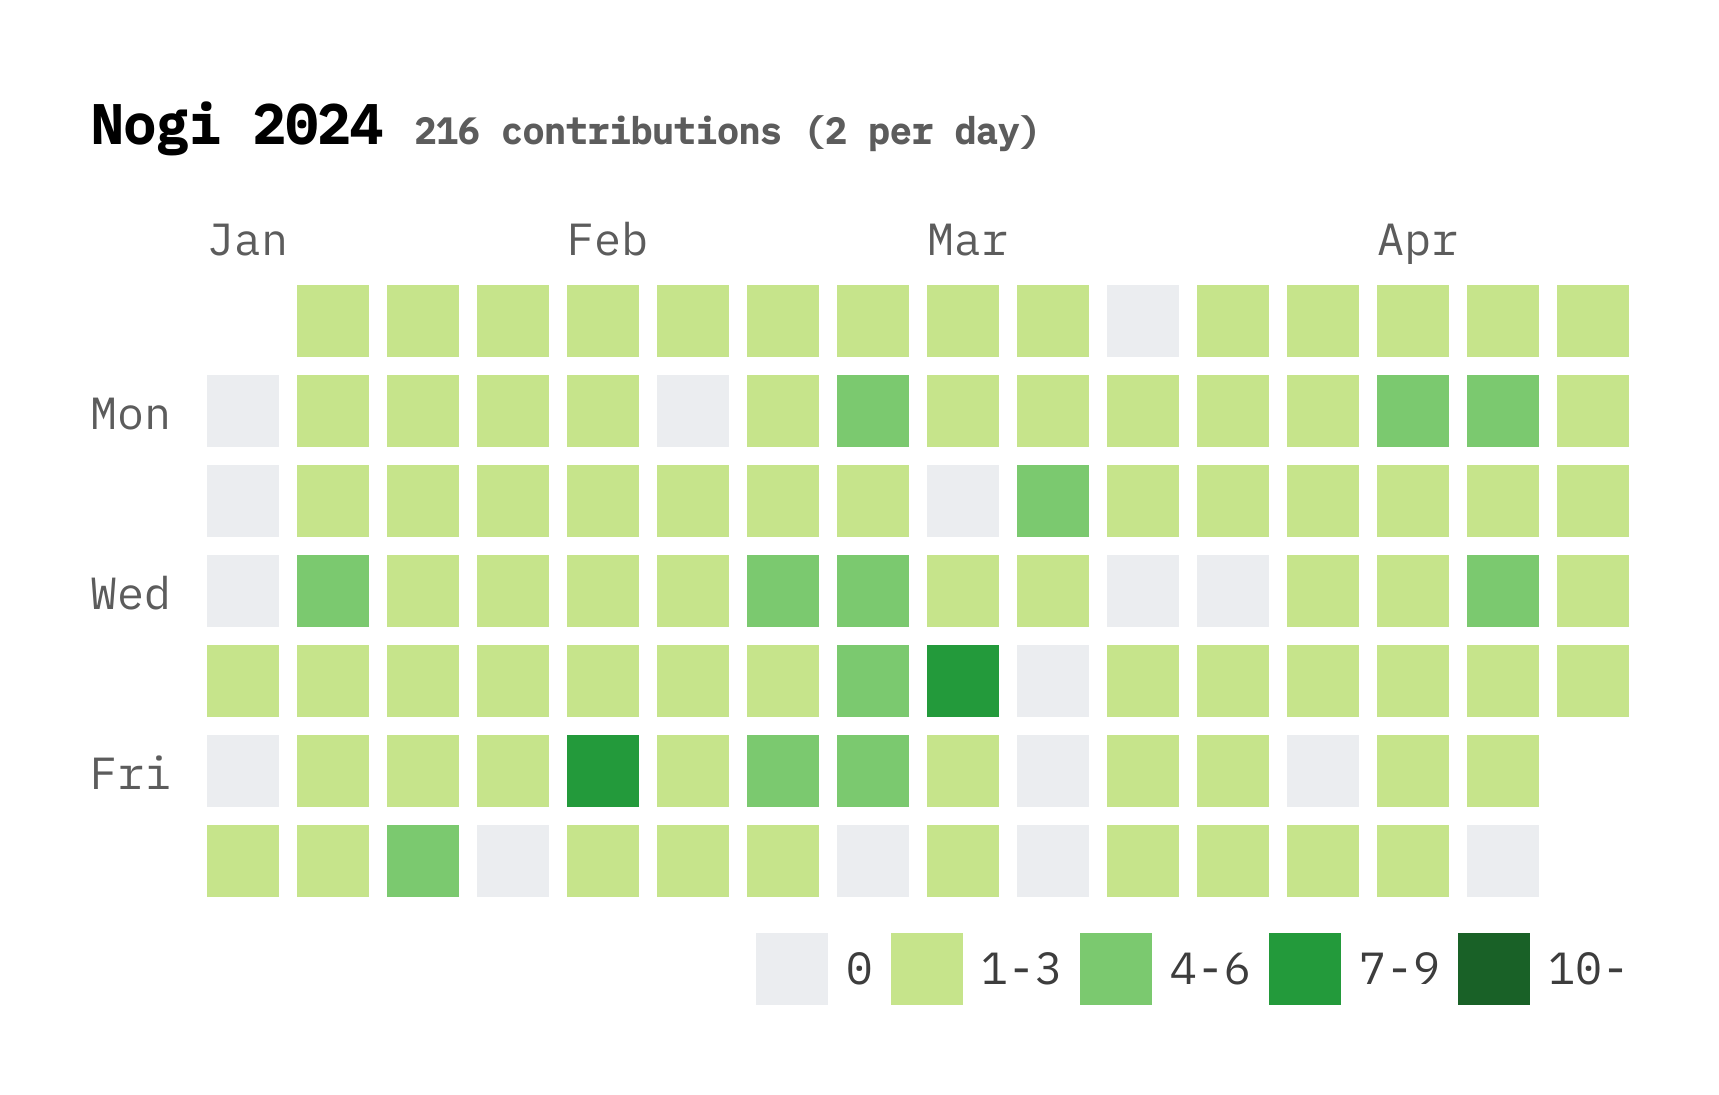 Nogi 2024 216 contributions (2 per day)
Jan Feb Mar Apr
Mon
Wed
Fri
0 1-3 4-6 7-9 10-